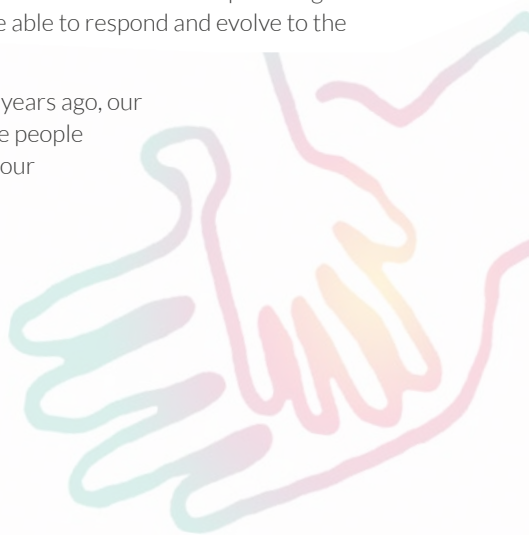 able to respond and evolve to the
years ago, our
people
our